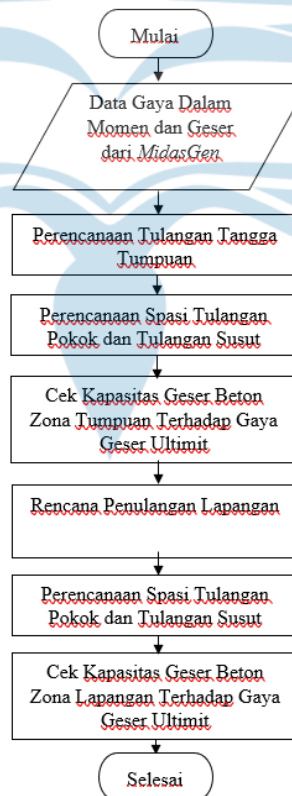 Mulai
Data Gaya Dalam
Momen dan Geser
dari MidasGen
Perencanaan Tulangan Tangga
Tumpuan
Perencanaan Spasi Tulangan
Pokok dan Tulangan Susut
Cek Kapasitas Geser Beton
Zona Tumpuan Terhadap Gaya
Geser Ultimit
Rencana Penulangan Lapangan
Perencanaan Spasi Tulangan
Pokok dan Tulangan Susut
Cek Kapasitas Geser Beton
Zona Lapangan Terhadap Gaya
Geser Ultimit
Selesai